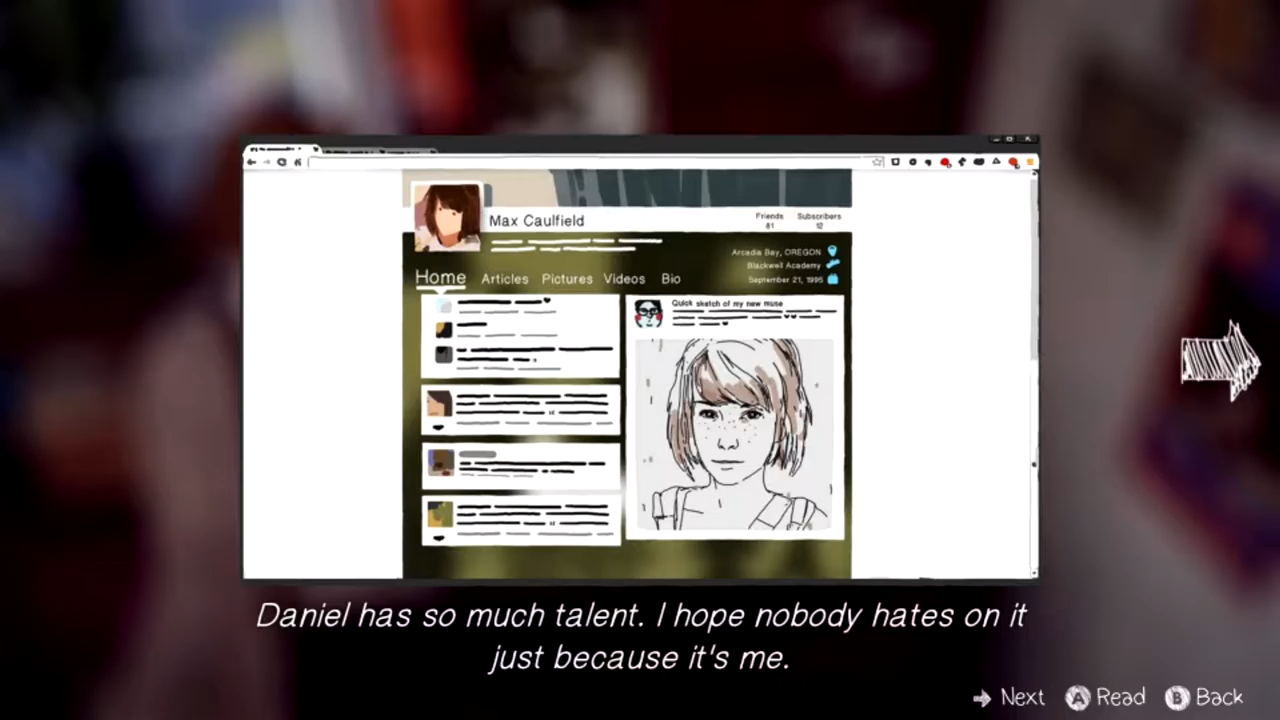 Max Caulfield
Friends
81
Subscribers
12
Arcadia Bay, OREGON
Blackwell Academy
September 21, 1995
Home Articles Pictures Videos Bio
Quick sketch of my new muse
Daniel has so much talent. I hope nobody hates on it
just because it's me.
Next A Read B Back